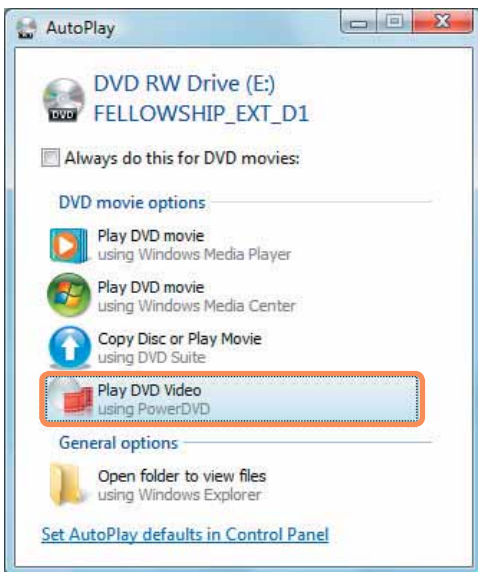 AutoPlay
DVD RW Drive (E:)
FELLOWSHIP_EXT_D1
DVD
Always do this for DVD movies:
DVD movie options
Play DVD movie
using Windows Media Player
Play DVD movie
using Windows Media Center
Copy Disc or Play Movie
using DVD Suite
Play DVD Video
using PowerDVD
General options
Open folder to view files
using Windows Explorer
Set AutoPlay defaults in Control Panel